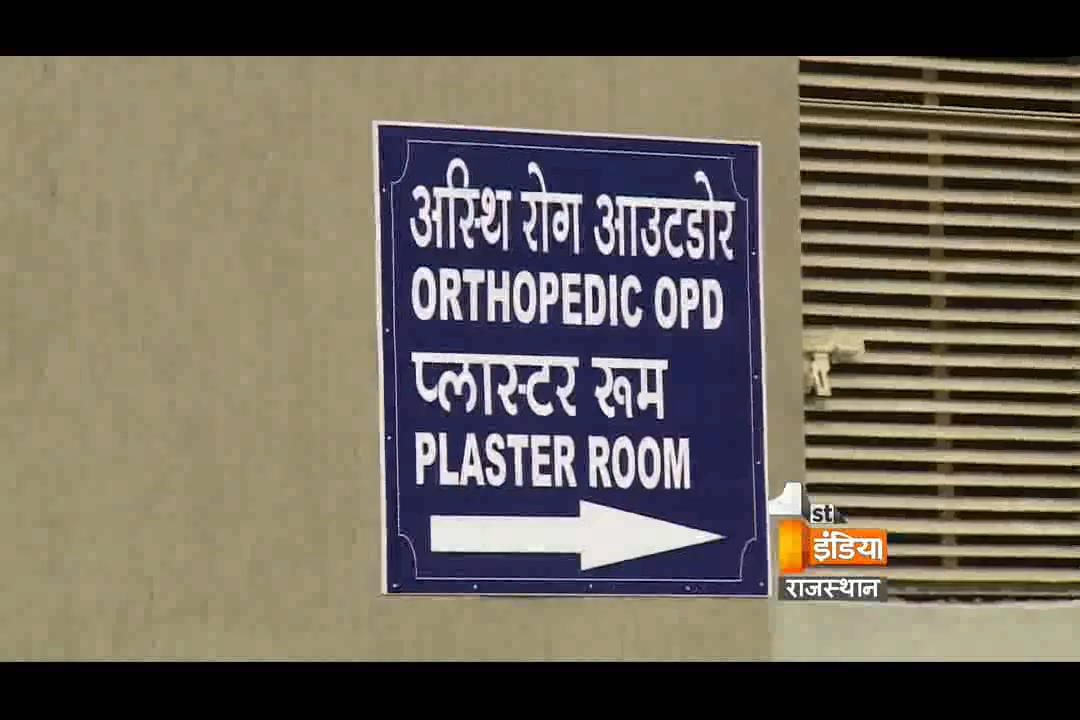 अस्थि रोग आउटडोर
ORTHOPEDIC OPD
प्लास्टर रूम
PLASTER ROOM
1st
इंडिया
राजस्थान